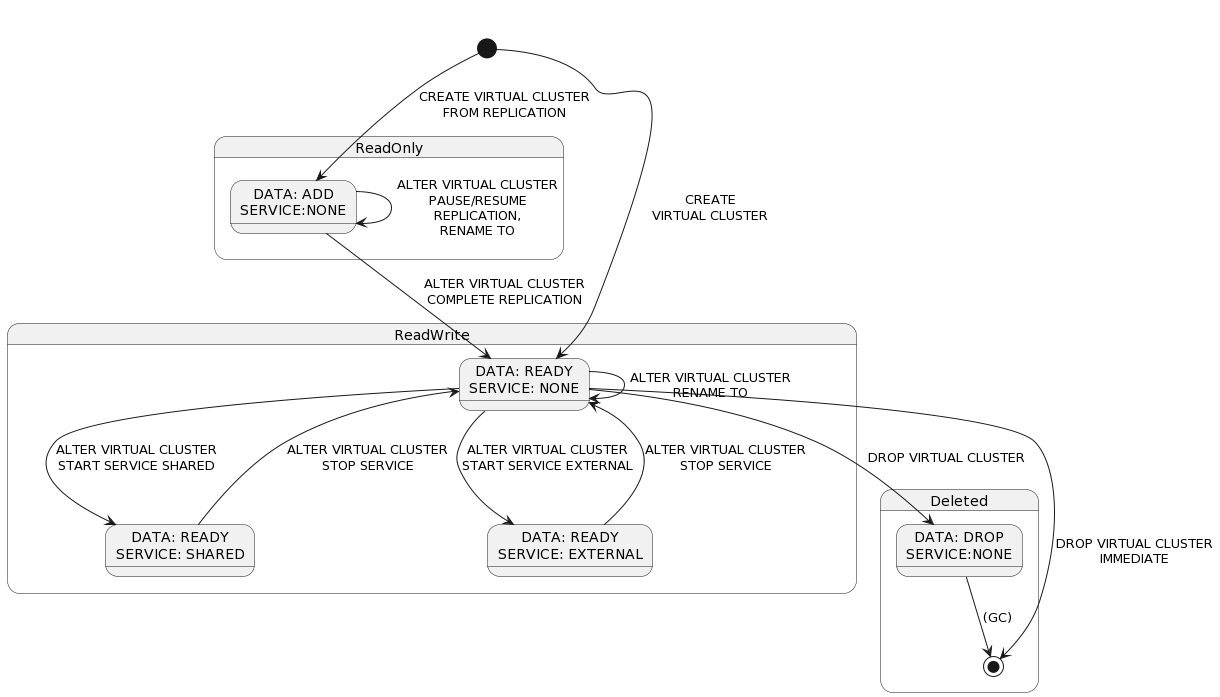 CREATE VIRTUAL CLUSTER
FROM REPLICATION
ReadOnly
DATA: ADD
SERVICE:NONE
ALTER VIRTUAL CLUSTER
PAUSE/RESUME
REPLICATION,
RENAME TO
CREATE
VIRTUAL CLUSTER
ALTER VIRTUAL CLUSTER
COMPLETE REPLICATION
ReadWrite
DATA: READY
SERVICE: NONE
ALTER VIRTUAL CLUSTER
RENAME TO
ALTER VIRTUAL CLUSTER
START SERVICE SHARED
ALTER VIRTUAL CLUSTER
STOP SERVICE
ALTER VIRTUAL CLUSTER
START SERVICE EXTERNAL
ALTER VIRTUAL CLUSTER
STOP SERVICE
DROP VIRTUAL CLUSTER
DATA: READY
SERVICE: SHARED
DATA: READY
SERVICE: EXTERNAL
Deleted
DATA: DROP
SERVICE:NONE
DROP VIRTUAL CLUSTER
IMMEDIATE
(GC)